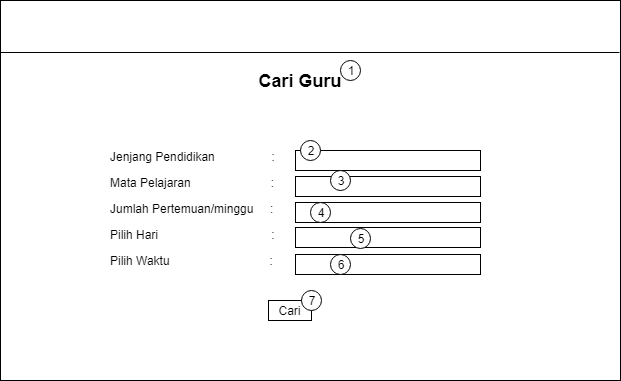 Cari Guru 1
Jenjang Pendidikan : 2
Mata Pelajaran : 3
Jumlah Pertemuan/minggu : 4
Pilih Hari : 5
Pilih Waktu : 6
Cari 7